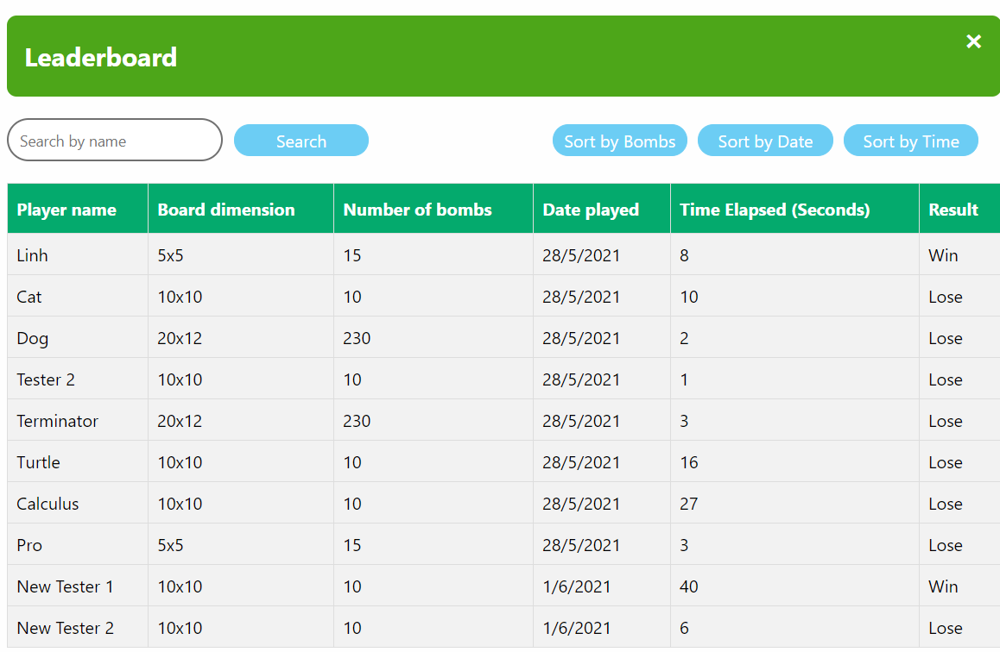 Leaderboard ×
Search by name Search Sort by Bombs Sort by Date Sort by Time
Player name Board dimension Number of bombs Date played Time Elapsed (Seconds) Result
Linh 5x5 15 28/5/2021 8 Win
Cat 10x10 10 28/5/2021 10 Lose
Dog 20x12 230 28/5/2021 2 Lose
Tester 2 10x10 10 28/5/2021 1 Lose
Terminator 20x12 230 28/5/2021 3 Lose
Turtle 10x10 10 28/5/2021 16 Lose
Calculus 10x10 10 28/5/2021 27 Lose
Pro 5x5 15 28/5/2021 3 Lose
New Tester 1 10x10 10 1/6/2021 40 Win
New Tester 2 10x10 10 1/6/2021 6 Lose